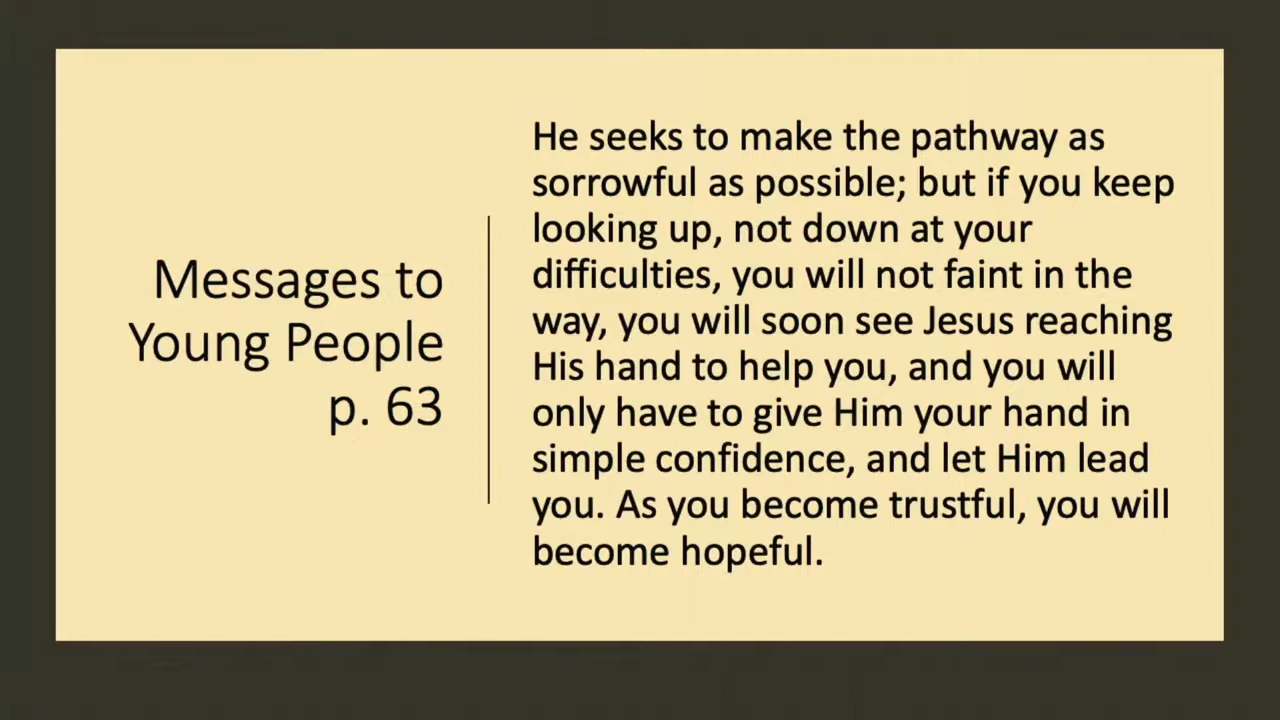 Messages to
Young People
p. 63
He seeks to make the pathway as
sorrowful as possible; but if you keep
looking up, not down at your
difficulties, you will not faint in the
way, you will soon see Jesus reaching
His hand to help you, and you will
only have to give Him your hand in
simple confidence, and let Him lead
you. As you become trustful, you will
become hopeful.